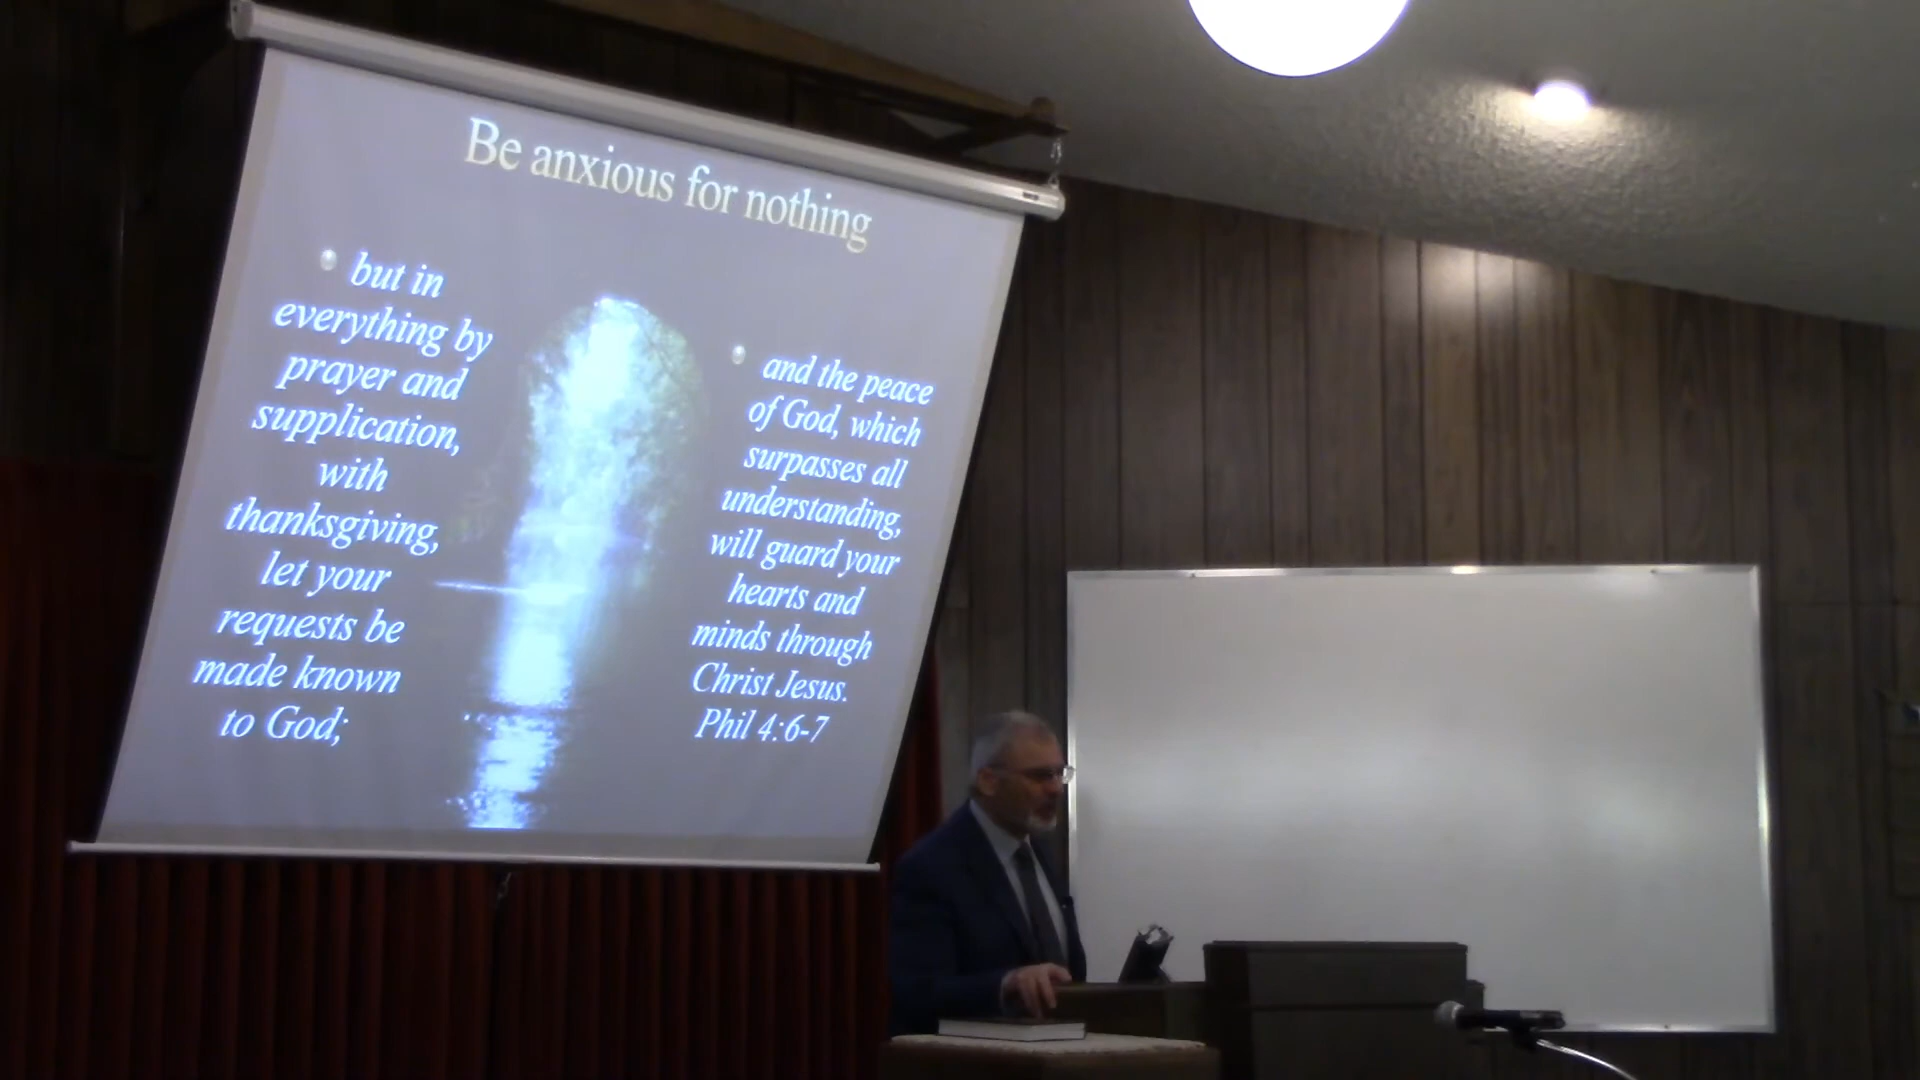 Be anxious for nothing
but in
everything by
prayer and
supplication,
with
thanksgiving,
let your
requests be
made known
to God;
and the peace
of God, which
surpasses all
understanding,
will guard your
hearts and
minds through
Christ Jesus.
Phil 4:6-7